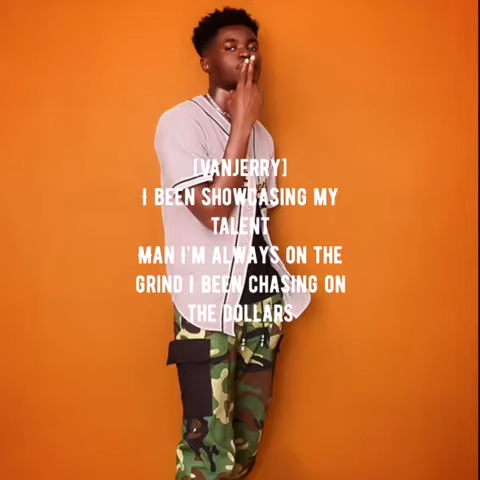 [VANJERRY]
I BEEN SHOWCASING MY
TALENT
MAN I'M ALWAYS ON THE
GRIND I BEEN CHASING ON
THE DOLLARS